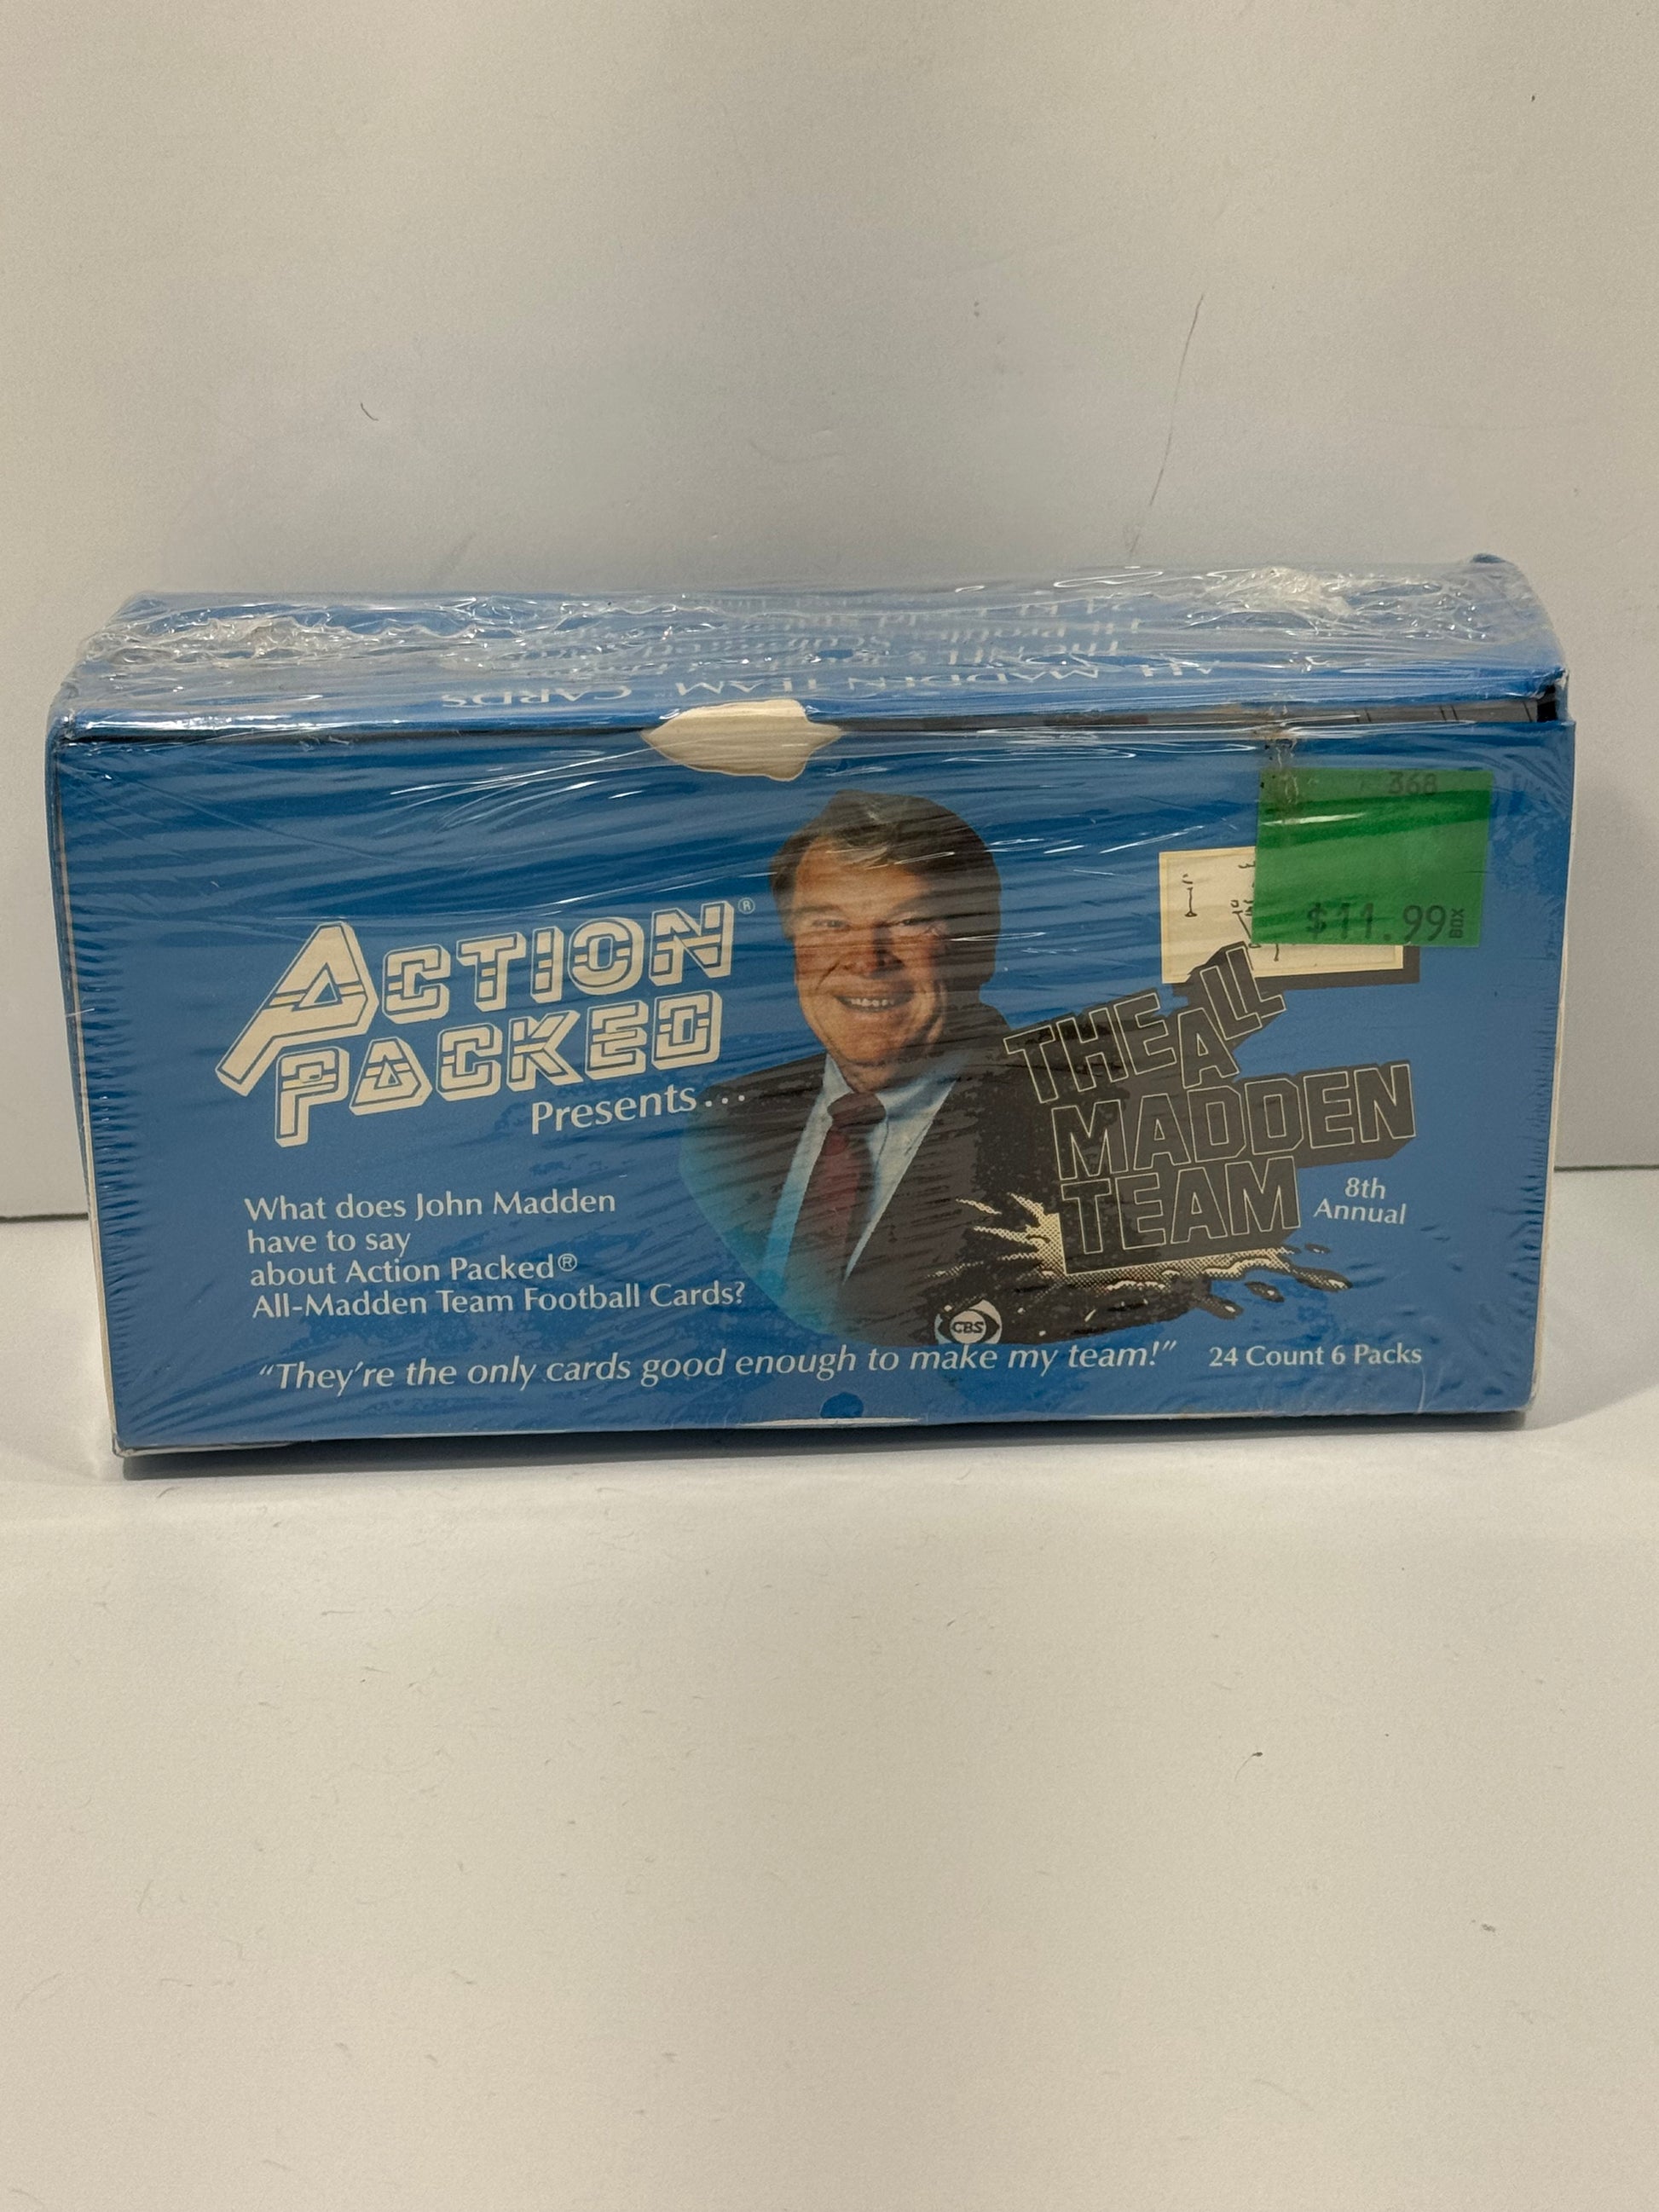 ALL MADDEN TEAM™ CARDS
368
$11.99 BOX
ACTION
PACKED®
Presents...
THE ALL
MADDEN
TEAM
8th
Annual
What does John Madden
have to say
about Action Packed®
All-Madden Team Football Cards?
CBS
"They're the only cards good enough to make my team!"
24 Count 6 Packs